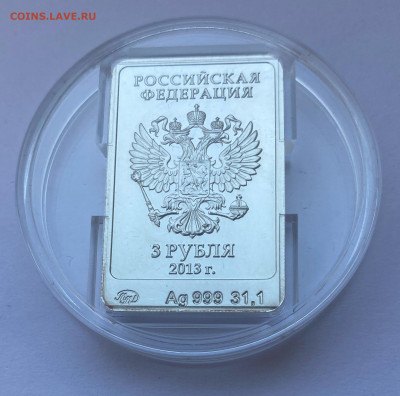 COINS.LAVE.RU
РОССИЙСКАЯ
ФЕДЕРАЦИЯ
3 РУБЛЯ
2013 г.
Ag 999 31,1